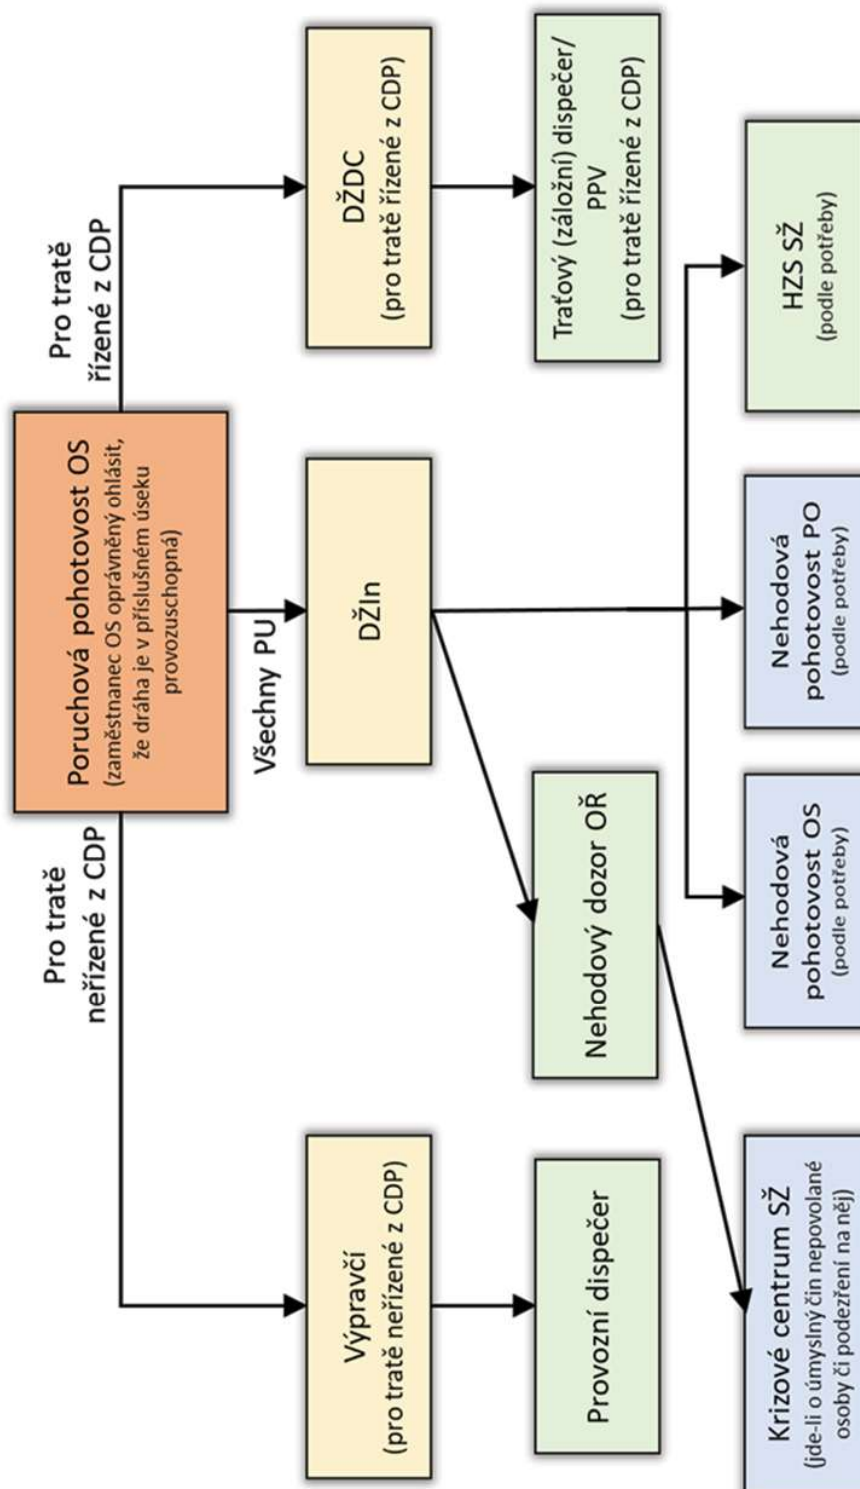 Poruchová pohotovost OS
(zaměstnanec OS oprávněný ohlásit,
že dráha je v příslušném úseku
provozuschopná)
Pro tratě
neřízené z CDP
Všechny PU
Pro tratě
řízené z CDP
Výpravčí
(pro tratě neřízené z CDP)
DŽIn
DŽDC
(pro tratě řízené z CDP)
Provozní dispečer
Nehodový dozor OŘ
Traťový (záložní) dispečer/
PPV
(pro tratě řízené z CDP)
Krizové centrum SŽ
(jde-li o úmyslný čin nepovolané
osoby či podezření na něj)
Nehodová
pohotovost OS
(podle potřeby)
Nehodová
pohotovost PO
(podle potřeby)
HZS SŽ
(podle potřeby)